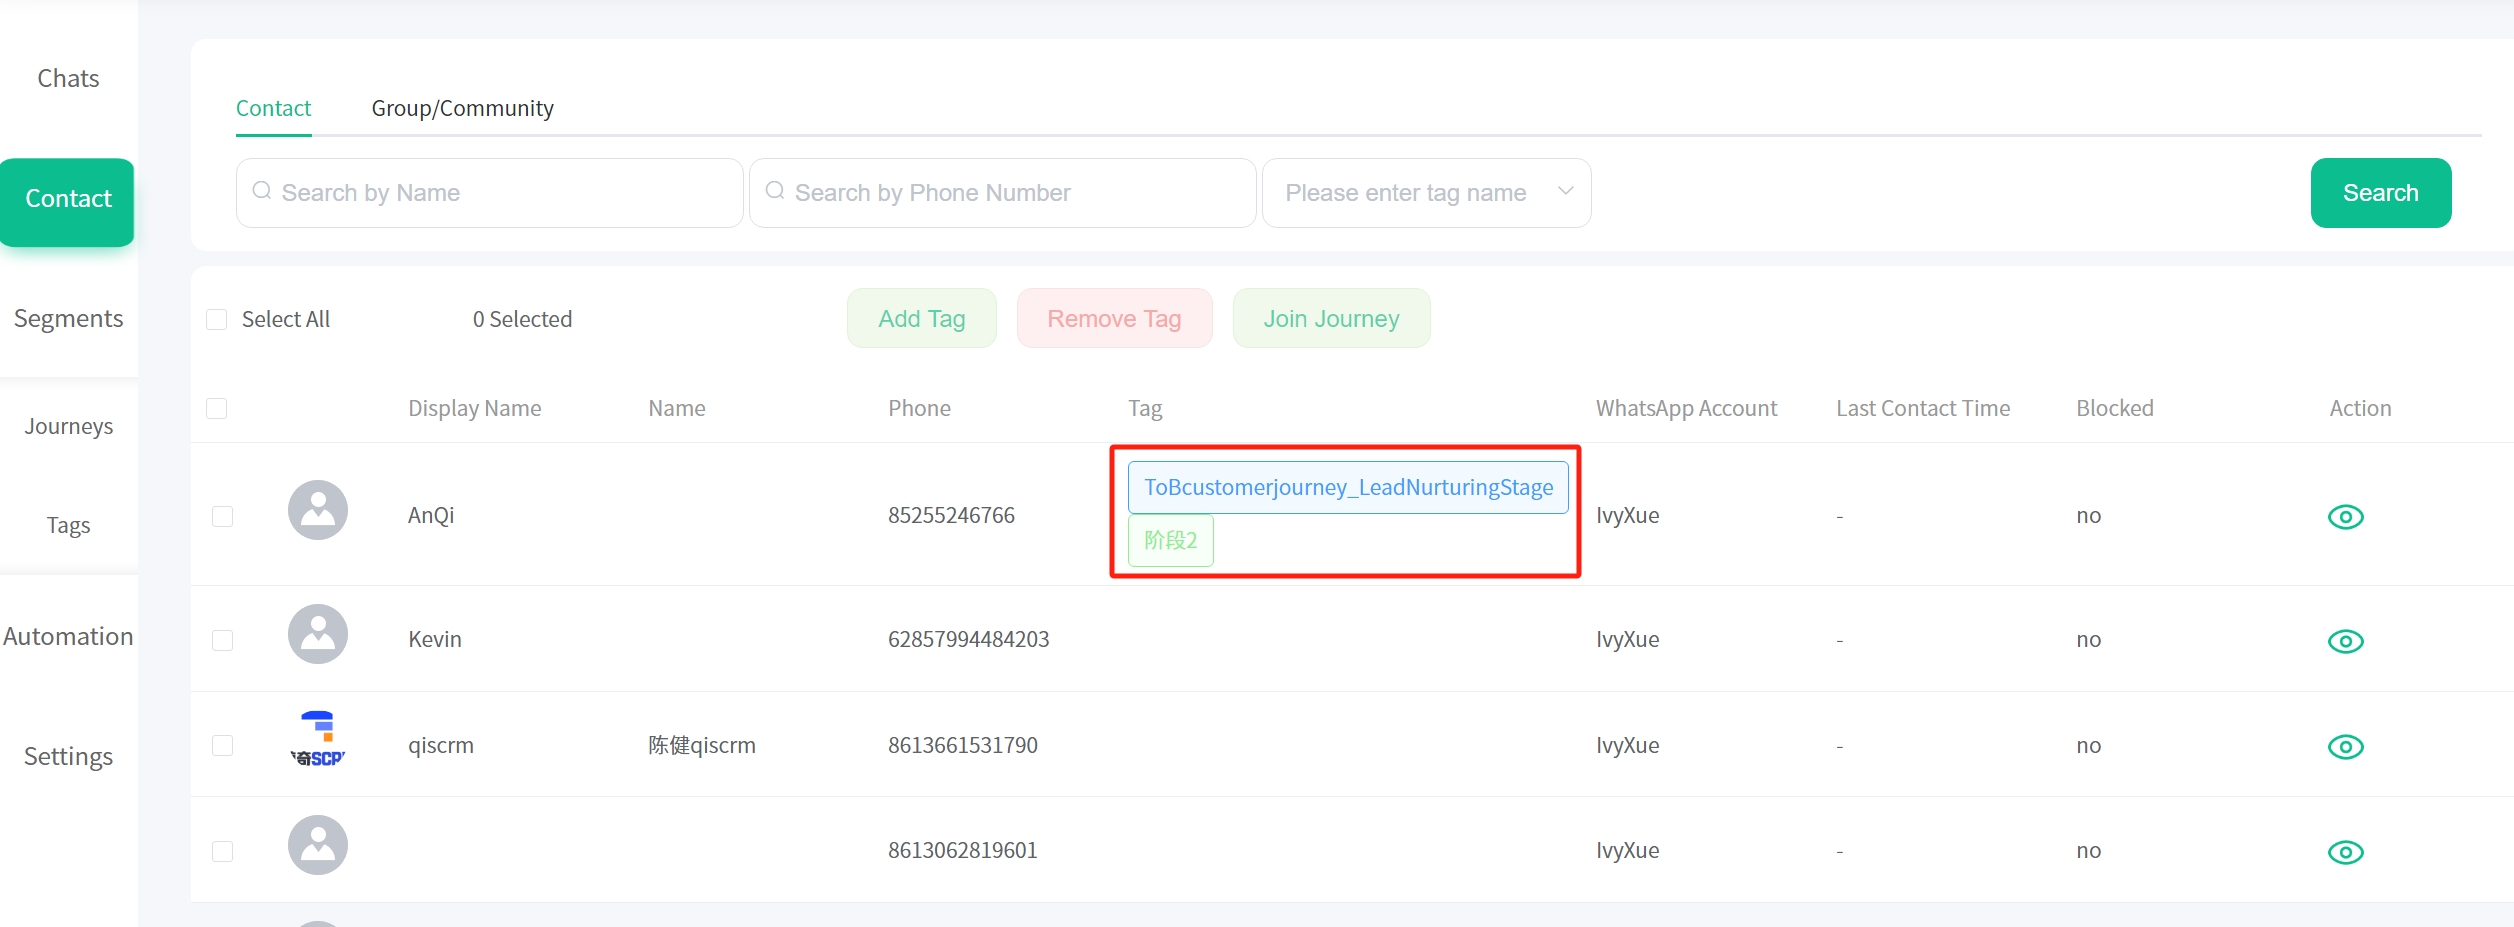 Chats
Contact
Segments
Journeys
Tags
Automation
Settings
Contact Group/Community
Search by Name Search by Phone Number Please enter tag name Search
Select All 0 Selected Add Tag Remove Tag Join Journey
Display Name Name Phone Tag WhatsApp Account Last Contact Time Blocked Action
AnQi 85255246766 ToBcustomerjourney_LeadNurturingStage IvyXue - no
阶段2
Kevin 62857994484203 IvyXue - no
qiscrm 陈健qiscrm 8613661531790 IvyXue - no
奇SCR
8613062819601 IvyXue - no